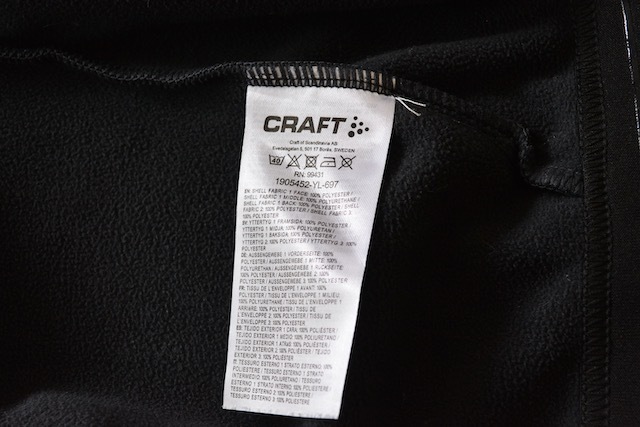 CRAFT
Craft of Scandinavia AB
Evedalsgatan 5, 501 17 Borås, SWEDEN
40
RN: 99431
1905452-YL-697
EN: SHELL FABRIC 1: FACE: 100% POLYESTER /
SHELL FABRIC 1: MIDDLE: 100% POLYURETHANE /
SHELL FABRIC 1: BACK: 100% POLYESTER / SHELL
FABRIC 2: 100% POLYESTER / SHELL FABRIC 3:
100% POLYESTER
SV: YTTERTYG 1: FRAMSIDA: 100% POLYESTER /
YTTERTYG 1: MIDJA: 100% POLYURETAN /
YTTERTYG 1: BAKSIDA: 100% POLYESTER /
YTTERTYG 2: 100% POLYESTER / YTTERTYG 3: 100%
POLYESTER
DE: AUSSENGEWEBE 1: VORDERSEITE: 100%
POLYESTER / AUSSENGEWEBE 1: MITTE: 100%
POLYURETHAN / AUSSENGEWEBE 1: RÜCKSEITE:
100% POLYESTER / AUSSENGEWEBE 2: 100%
POLYESTER / AUSSENGEWEBE 3: 100% POLYESTER
FR: TISSU DE L'ENVELOPPE 1: AVANT: 100%
POLYESTER / TISSU DE L'ENVELOPPE 1: MILIEU:
100% POLYURÉTHANE / TISSU DE L'ENVELOPPE 1:
ARRIÈRE: 100% POLYESTER / TISSU DE
L'ENVELOPPE 2: 100% POLYESTER / TISSU DE
L'ENVELOPPE 3: 100% POLYESTER
ES: TEJIDO EXTERIOR 1: CARA: 100% POLIÉSTER /
TEJIDO EXTERIOR 1: MEDIO: 100% POLIURETANO /
TEJIDO EXTERIOR 1: ATRÁS: 100% POLIÉSTER /
TEJIDO EXTERIOR 2: 100% POLIÉSTER / TEJIDO
EXTERIOR 3: 100% POLIÉSTER
IT: TESSUTO ESTERNO 1: STRATO ESTERNO: 100%
POLIESTERE / TESSUTO ESTERNO 1: STRATO
INTERMEDIO: 100% POLIURETANO / TESSUTO
ESTERNO 1: STRATO INTERNO: 100% POLIESTERE /
TESSUTO ESTERNO 2: 100% POLIESTERE /
TESSUTO ESTERNO 3: 100% POLIESTERE